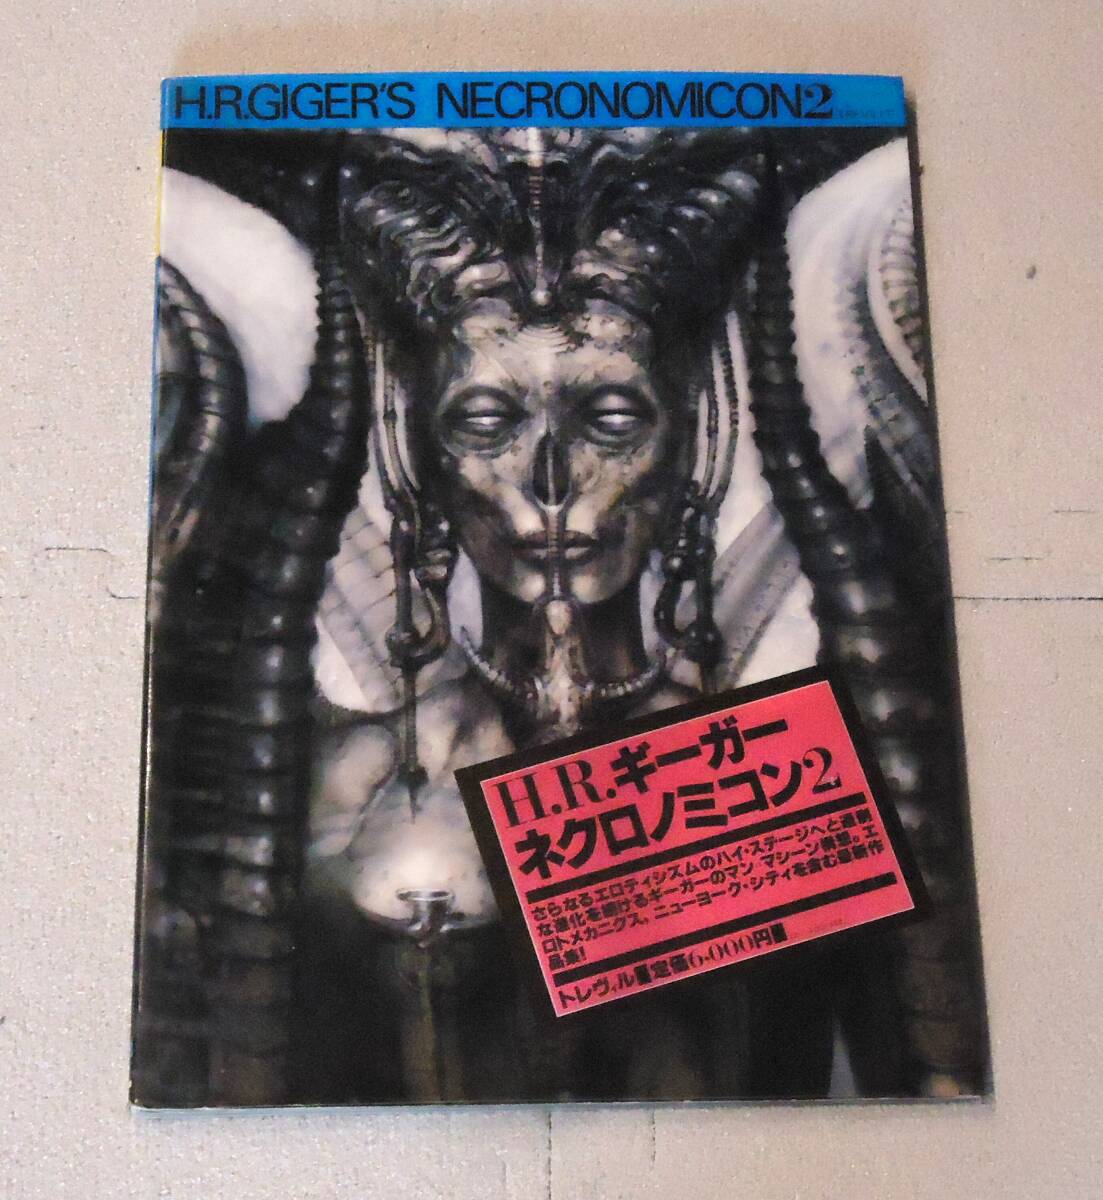 H.R.GIGER'S NECRONOMICON2
H.R.ギーガー
ネクロノミコン2
さらなるエロティシズムのハイ・ステージへと過剰
な進化を続けるギーガーのマン=マシーン構想。エ
ロトメカニクス，ニューヨーク・シティを含む最新作
品集！
トレヴィル■定価6,000円■